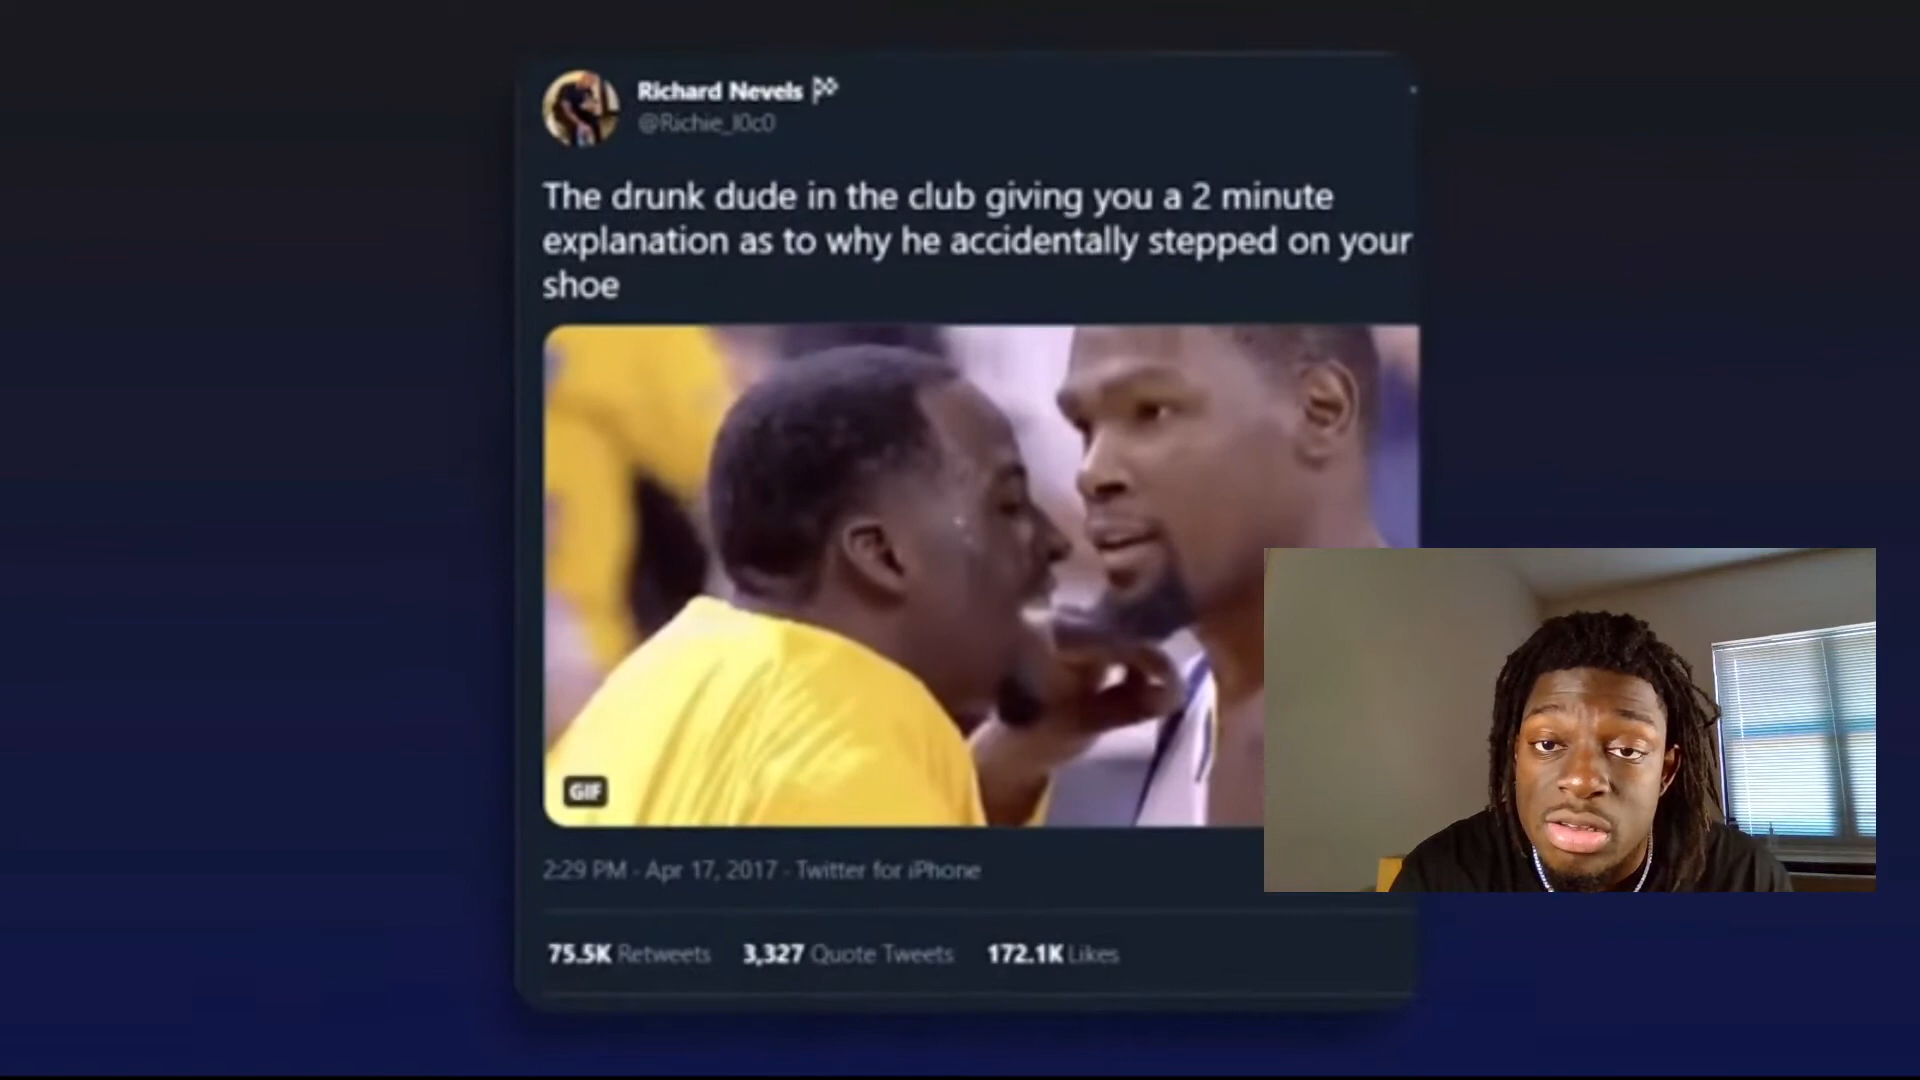 Richard Nevels
@Richie_l0c0
The drunk dude in the club giving you a 2 minute
explanation as to why he accidentally stepped on your
shoe
GIF
2:29 PM - Apr 17, 2017 - Twitter for iPhone
75.5K Retweets 3,327 Quote Tweets 172.1K Likes